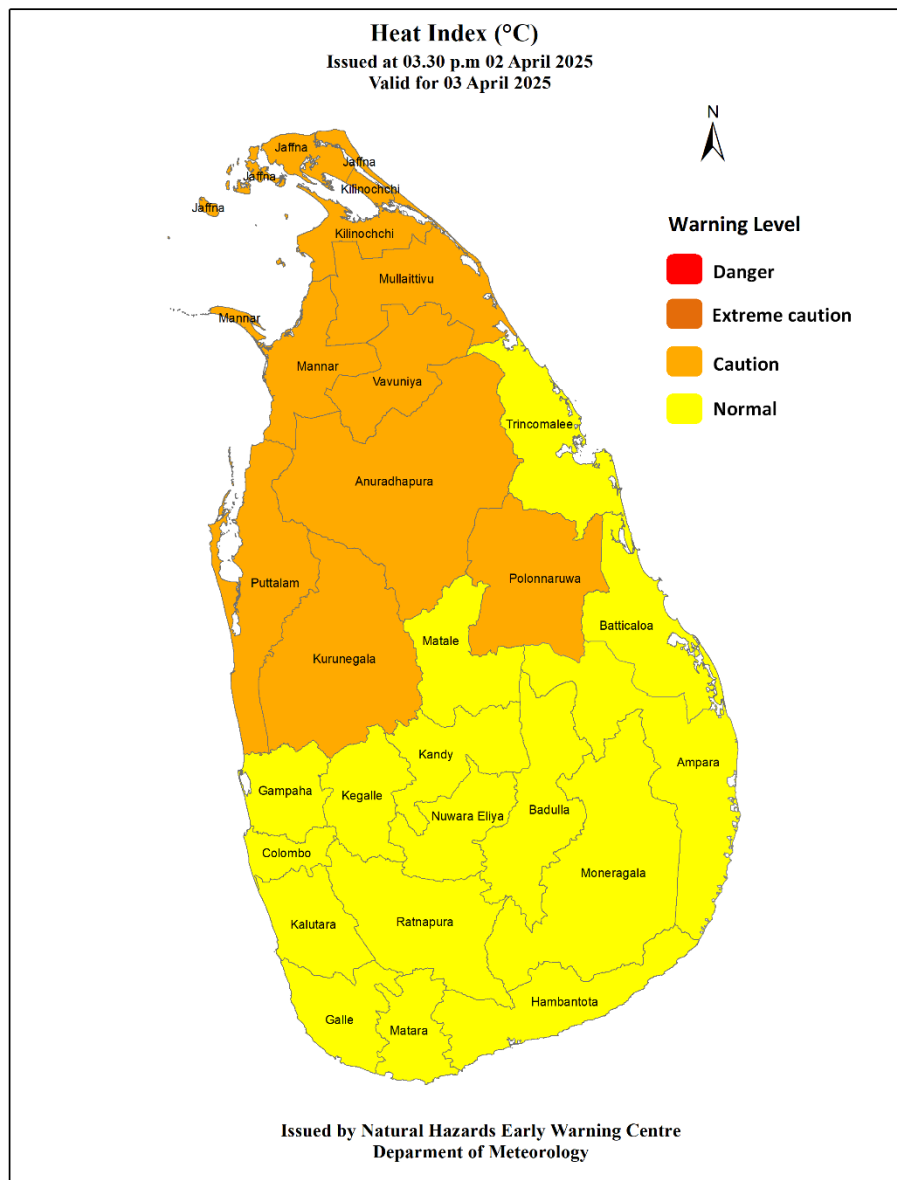 Heat Index (°C)
Issued at 03.30 p.m 02 April 2025
Valid for 03 April 2025
N
Jaffna
Jaffna
Jaffna
Kilinochchi
Jaffna
Kilinochchi
Mullaittivu
Mannar
Mannar
Vavuniya
Trincomalee
Anuradhapura
Puttalam
Polonnaruwa
Batticaloa
Matale
Kurunegala
Kandy
Ampara
Gampaha
Kegalle
Nuwara Eliya
Badulla
Colombo
Moneragala
Kalutara
Ratnapura
Hambantota
Galle
Matara
Warning Level
Danger
Extreme caution
Caution
Normal
Issued by Natural Hazards Early Warning Centre
Deparment of Meteorology